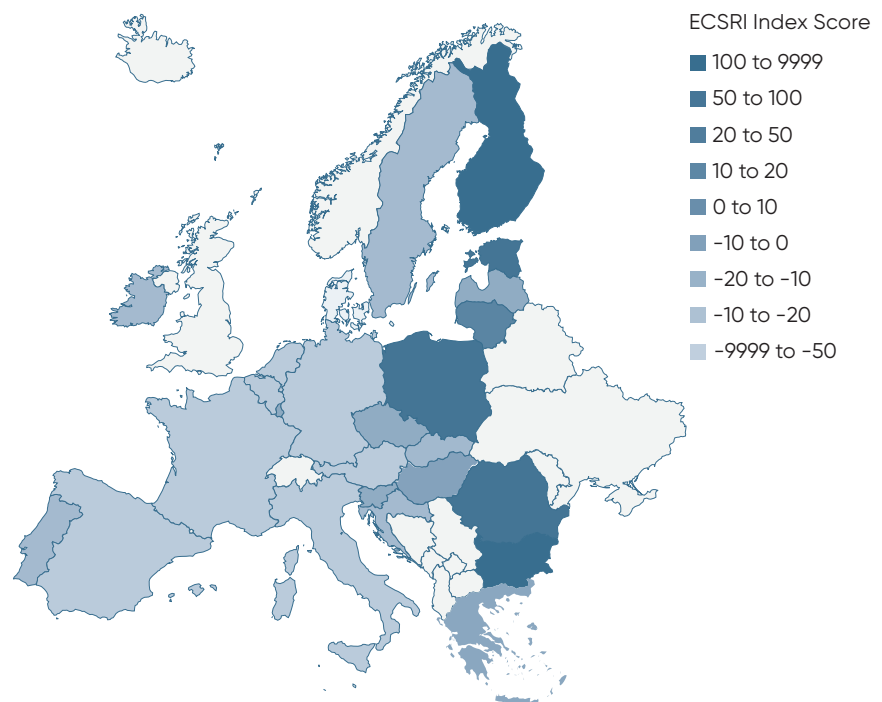 ECSRI Index Score
100 to 9999
50 to 100
20 to 50
10 to 20
0 to 10
-10 to 0
-20 to -10
-10 to -20
-9999 to -50